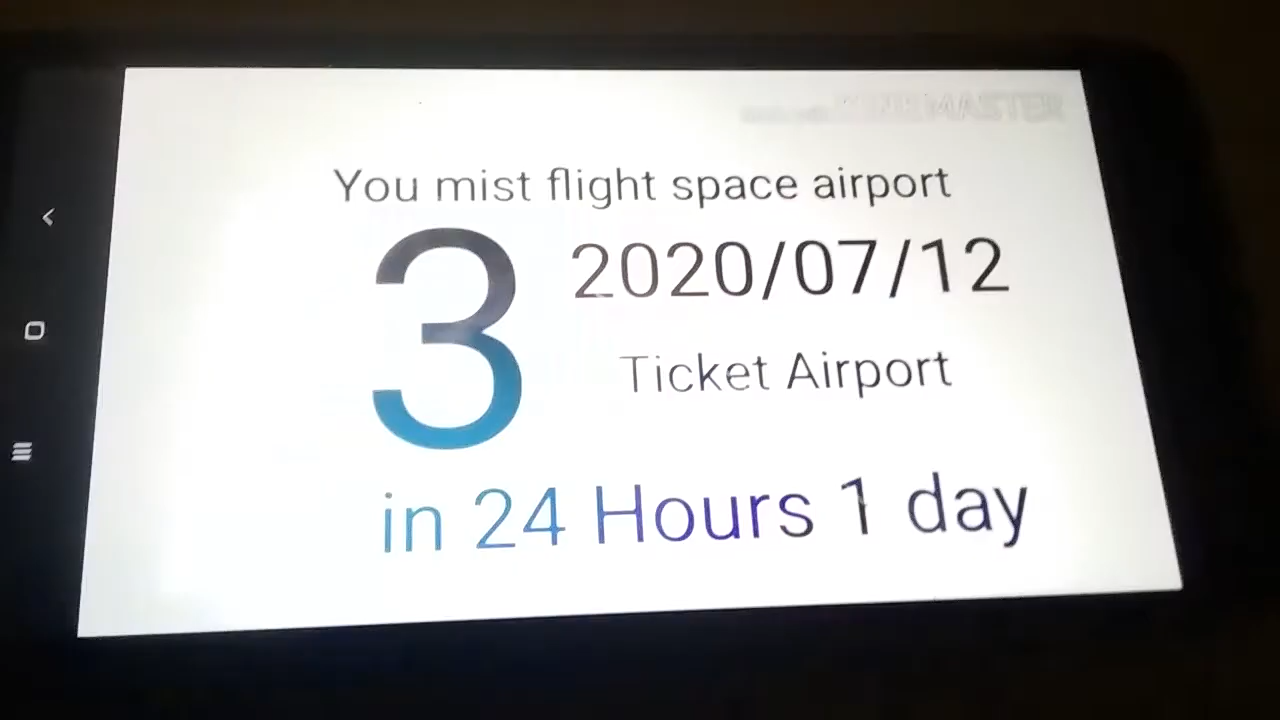 You mist flight space airport
3
2020/07/12
Ticket Airport
in 24 Hours 1 day